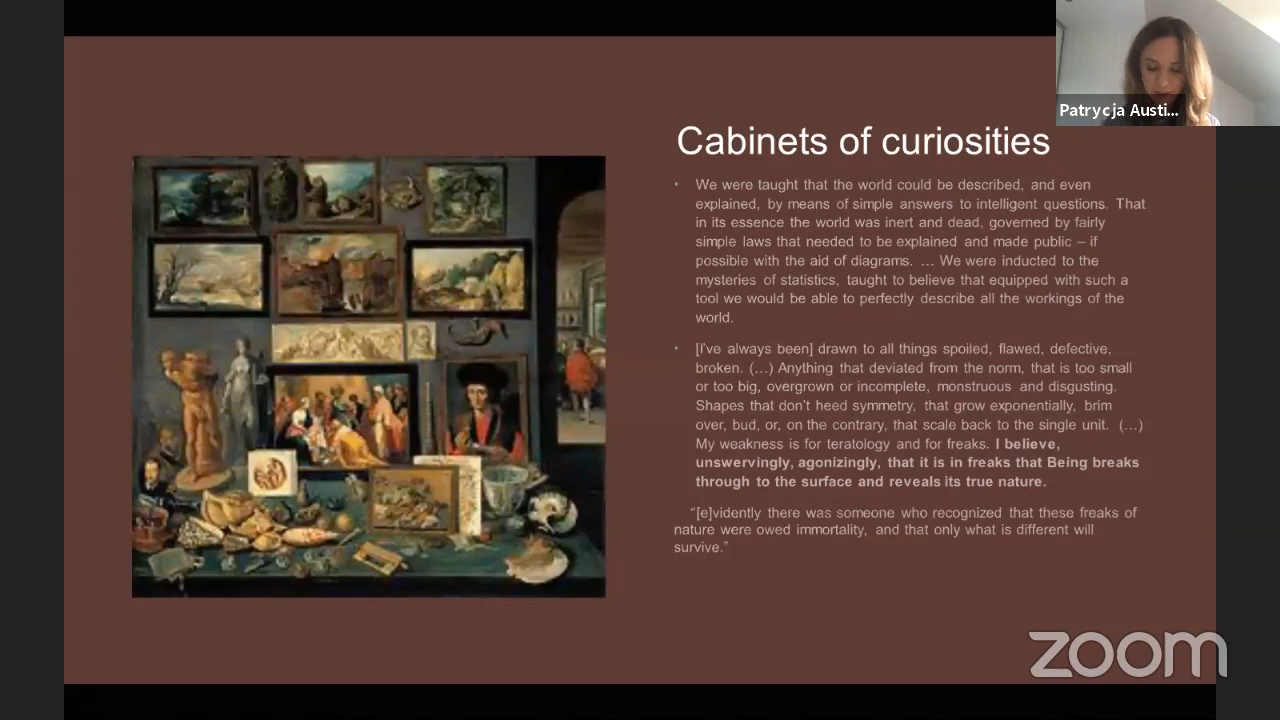 Patrycja Austi...
Cabinets of curiosities
• We were taught that the world could be described, and even
explained, by means of simple answers to intelligent questions. That
in its essence the world was inert and dead, governed by fairly
simple laws that needed to be explained and made public – if
possible with the aid of diagrams. … We were inducted to the
mysteries of statistics, taught to believe that equipped with such a
tool we would be able to perfectly describe all the workings of the
world.
• [I've always been] drawn to all things spoiled, flawed, defective,
broken. (…) Anything that deviated from the norm, that is too small
or too big, overgrown or incomplete, monstruous and disgusting.
Shapes that don't heed symmetry, that grow exponentially, brim
over, bud, or, on the contrary, that scale back to the single unit. (…)
My weakness is for teratology and for freaks. I believe,
unswervingly, agonizingly, that it is in freaks that Being breaks
through to the surface and reveals its true nature.
"[e]vidently there was someone who recognized that these freaks of
nature were owed immortality, and that only what is different will
survive."
zoom